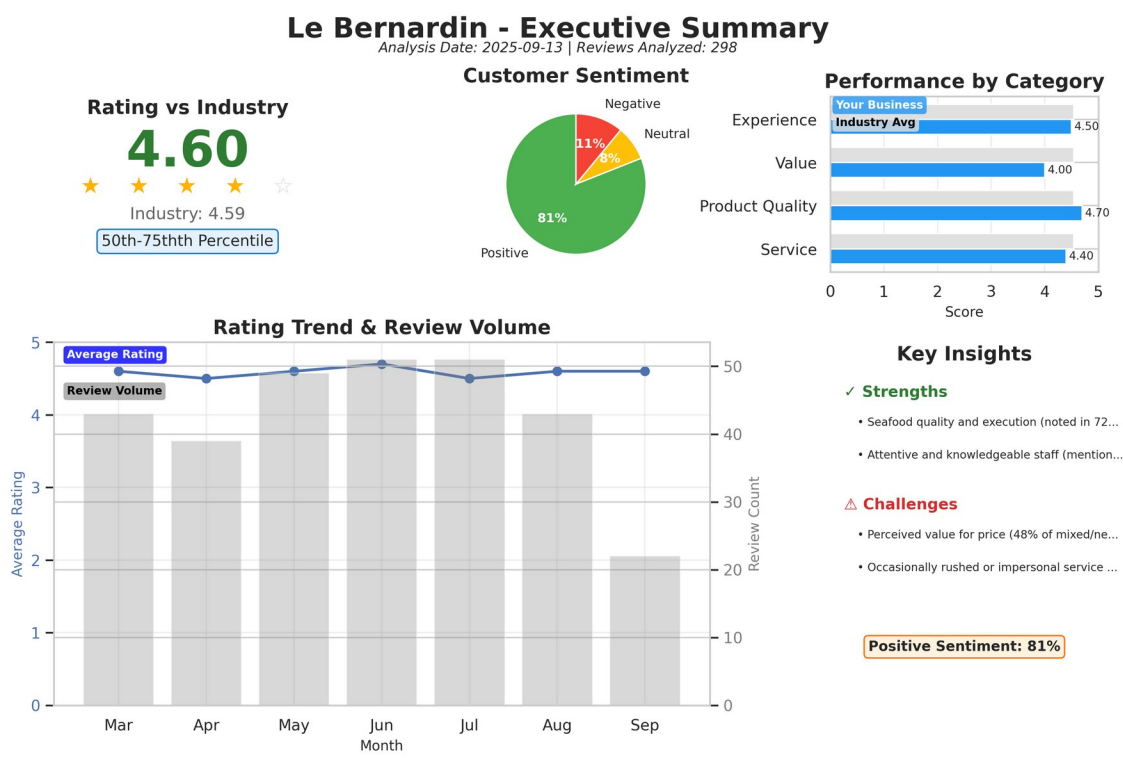 Le Bernardin - Executive Summary
Analysis Date: 2025-09-13 | Reviews Analyzed: 298
Rating vs Industry
4.60
★ ★ ★ ★ ☆
Industry: 4.59
50th-75thth Percentile
Customer Sentiment
Negative
Neutral
11%
8%
81%
Positive
Performance by Category
Your Business
Industry Avg
Experience
4.50
Value
4.00
Product Quality
4.70
Service
4.40
0 1 2 3 4 5
Score
Rating Trend & Review Volume
Average Rating
Review Volume
5
4
3
2
1
0
Average Rating
50
40
30
20
10
0
Review Count
Mar Apr May Jun Jul Aug Sep
Month
Key Insights
✓ Strengths
• Seafood quality and execution (noted in 72...
• Attentive and knowledgeable staff (mention...
⚠ Challenges
• Perceived value for price (48% of mixed/ne...
• Occasionally rushed or impersonal service ...
Positive Sentiment: 81%